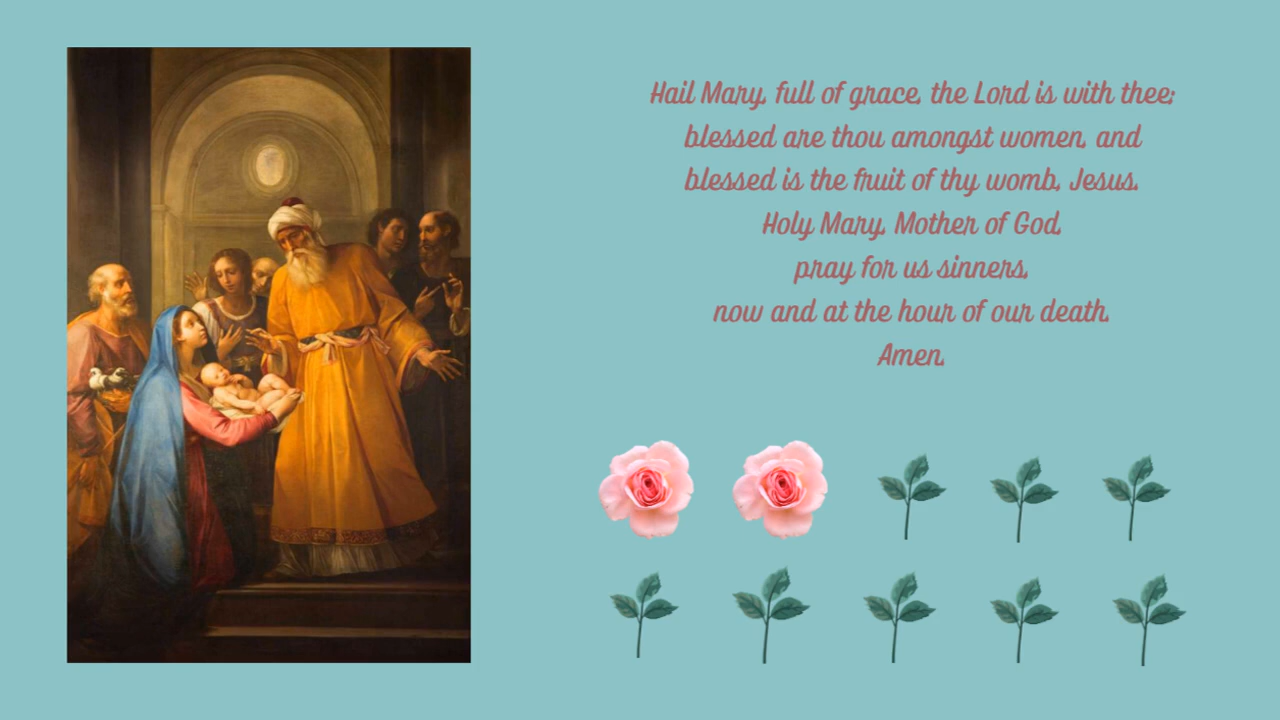 Hail Mary, full of grace, the Lord is with thee;
blessed are thou amongst women, and
blessed is the fruit of thy womb, Jesus.
Holy Mary, Mother of God,
pray for us sinners,
now and at the hour of our death.
Amen.